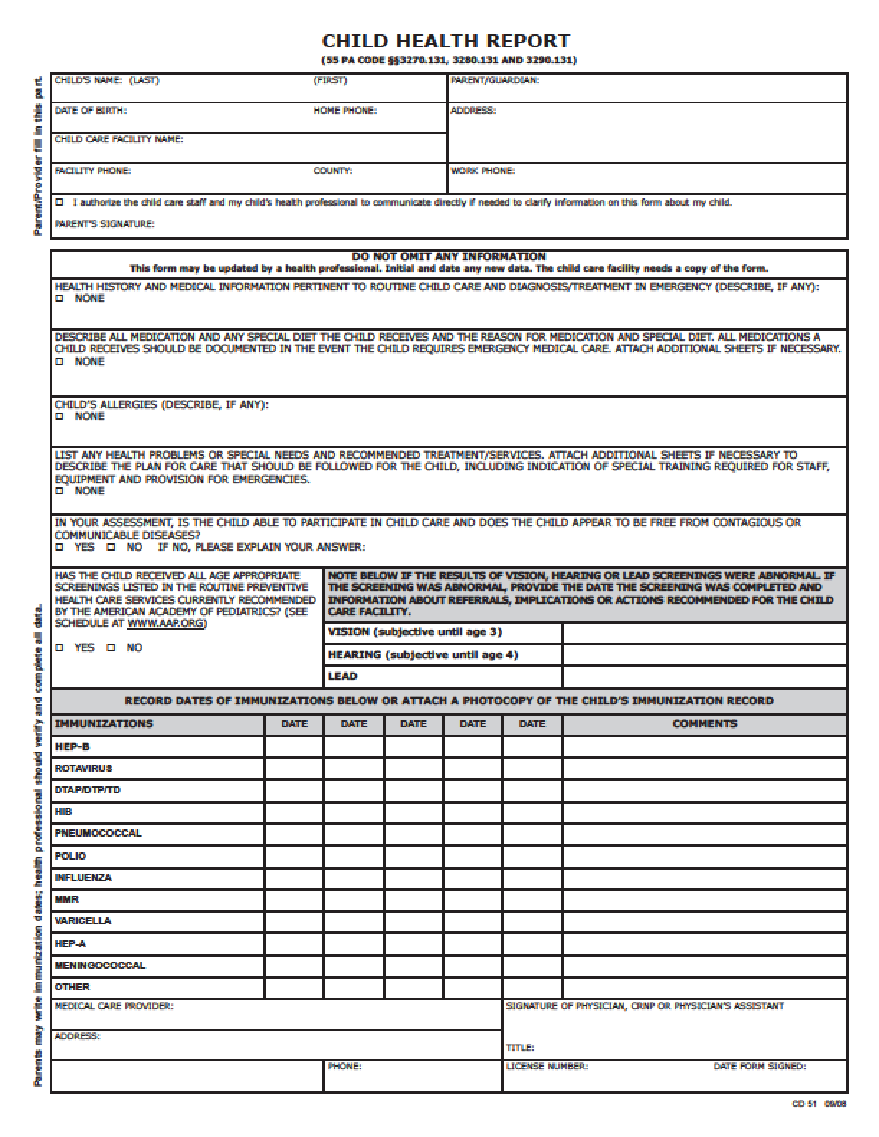 CHILD HEALTH REPORT
(55 PA CODE §§3270.131, 3280.131 AND 3290.131)
Parent/Provider fill in this part.
CHILD'S NAME: (LAST) (FIRST) PARENT/GUARDIAN:
DATE OF BIRTH: HOME PHONE: ADDRESS:
CHILD CARE FACILITY NAME:
FACILITY PHONE: COUNTY: WORK PHONE:
I authorize the child care staff and my child's health professional to communicate directly if needed to clarify information on this form about my child.
PARENT'S SIGNATURE:
DO NOT OMIT ANY INFORMATION
This form may be updated by a health professional. Initial and date any new data. The child care facility needs a copy of the form.
HEALTH HISTORY AND MEDICAL INFORMATION PERTINENT TO ROUTINE CHILD CARE AND DIAGNOSIS/TREATMENT IN EMERGENCY (DESCRIBE, IF ANY):
NONE
DESCRIBE ALL MEDICATION AND ANY SPECIAL DIET THE CHILD RECEIVES AND THE REASON FOR MEDICATION AND SPECIAL DIET. ALL MEDICATIONS A
CHILD RECEIVES SHOULD BE DOCUMENTED IN THE EVENT THE CHILD REQUIRES EMERGENCY MEDICAL CARE. ATTACH ADDITIONAL SHEETS IF NECESSARY.
NONE
CHILD'S ALLERGIES (DESCRIBE, IF ANY):
NONE
LIST ANY HEALTH PROBLEMS OR SPECIAL NEEDS AND RECOMMENDED TREATMENT/SERVICES. ATTACH ADDITIONAL SHEETS IF NECESSARY TO
DESCRIBE THE PLAN FOR CARE THAT SHOULD BE FOLLOWED FOR THE CHILD, INCLUDING INDICATION OF SPECIAL TRAINING REQUIRED FOR STAFF,
EQUIPMENT AND PROVISION FOR EMERGENCIES.
NONE
IN YOUR ASSESSMENT, IS THE CHILD ABLE TO PARTICIPATE IN CHILD CARE AND DOES THE CHILD APPEAR TO BE FREE FROM CONTAGIOUS OR
COMMUNICABLE DISEASES?
YES NO IF NO, PLEASE EXPLAIN YOUR ANSWER:
HAS THE CHILD RECEIVED ALL AGE APPROPRIATE
SCREENINGS LISTED IN THE ROUTINE PREVENTIVE
HEALTH CARE SERVICES CURRENTLY RECOMMENDED
BY THE AMERICAN ACADEMY OF PEDIATRICS? (SEE
SCHEDULE AT WWW.AAP.ORG)
YES NO
NOTE BELOW IF THE RESULTS OF VISION, HEARING OR LEAD SCREENINGS WERE ABNORMAL. IF
THE SCREENING WAS ABNORMAL, PROVIDE THE DATE THE SCREENING WAS COMPLETED AND
INFORMATION ABOUT REFERRALS, IMPLICATIONS OR ACTIONS RECOMMENDED FOR THE CHILD
CARE FACILITY.
VISION (subjective until age 3)
HEARING (subjective until age 4)
LEAD
RECORD DATES OF IMMUNIZATIONS BELOW OR ATTACH A PHOTOCOPY OF THE CHILD'S IMMUNIZATION RECORD
IMMUNIZATIONS DATE DATE DATE DATE DATE COMMENTS
HEP-B
ROTAVIRUS
DTAP/DTP/TD
HIB
PNEUMOCOCCAL
POLIO
INFLUENZA
MMR
VARICELLA
HEP-A
MENINGOCOCCAL
OTHER
Parents may write immunization dates; health professional should verify and complete all data.
MEDICAL CARE PROVIDER: SIGNATURE OF PHYSICIAN, CRNP OR PHYSICIAN'S ASSISTANT
ADDRESS:
TITLE:
PHONE: LICENSE NUMBER: DATE FORM SIGNED:
CD 51 09/08